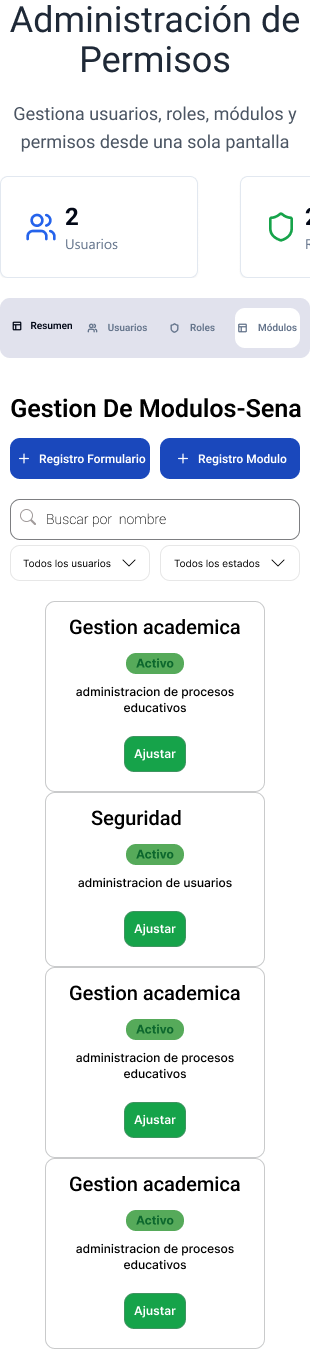 Administración de
Permisos
Gestiona usuarios, roles, módulos y
permisos desde una sola pantalla
2
Usuarios
Resumen
Usuarios
Roles
Módulos
Gestion De Modulos-Sena
Registro Formulario
Registro Modulo
Buscar por nombre
Todos los usuarios
Todos los estados
Gestion academica
Activo
administracion de procesos
educativos
Ajustar
Seguridad
Activo
administracion de usuarios
Ajustar
Gestion academica
Activo
administracion de procesos
educativos
Ajustar
Gestion academica
Activo
administracion de procesos
educativos
Ajustar